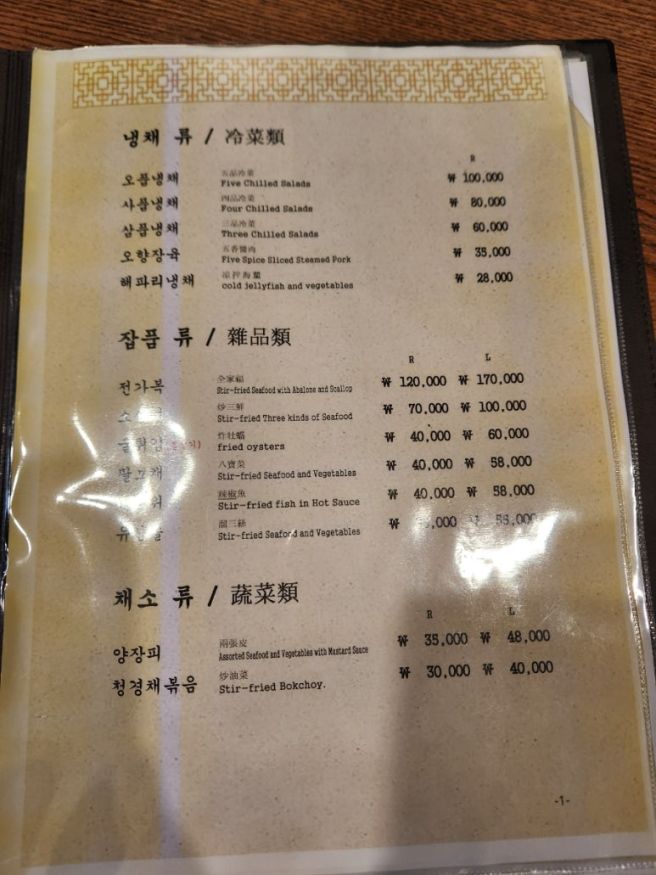 냉채 류 / 冷菜類
R
오품냉채 五品冷菜 ₩ 100,000
Five Chilled Salads
사품냉채 四品冷菜 ₩ 80,000
Four Chilled Salads
삼품냉채 三品冷菜 ₩ 60,000
Three Chilled Salads
오향장육 五香醬肉 ₩ 35,000
Five Spice Sliced Steamed Pork
해파리냉채 ₩ 28,000
cold jellyfish and vegetables
잡품 류 / 雜品類
R L
전가복 全家福 ₩ 120,000 ₩ 170,000
Stir-fried Seafood with Abalone and Scallop
炒三鮮 ₩ 70,000 ₩ 100,000
Stir-fried Three kinds of Seafood
炸牡蠣 ₩ 40,000 ₩ 60,000
fried oysters
八寶菜 ₩ 40,000 ₩ 58,000
Stir-fried Seafood and Vegetables
辣椒魚 ₩ 40,000 ₩ 58,000
Stir-fried fish in Hot Sauce
溜三絲 ₩
Stir-fried Seafood and Vegetables
채소 류 / 蔬菜類
R L
양장피 兩張皮 ₩ 35,000 ₩ 48,000
Assorted Seafood and Vegetables with Mustard Sauce
청경채볶음 炒油菜 ₩ 30,000 ₩ 40,000
Stir-fried Bokchoy.
-1-